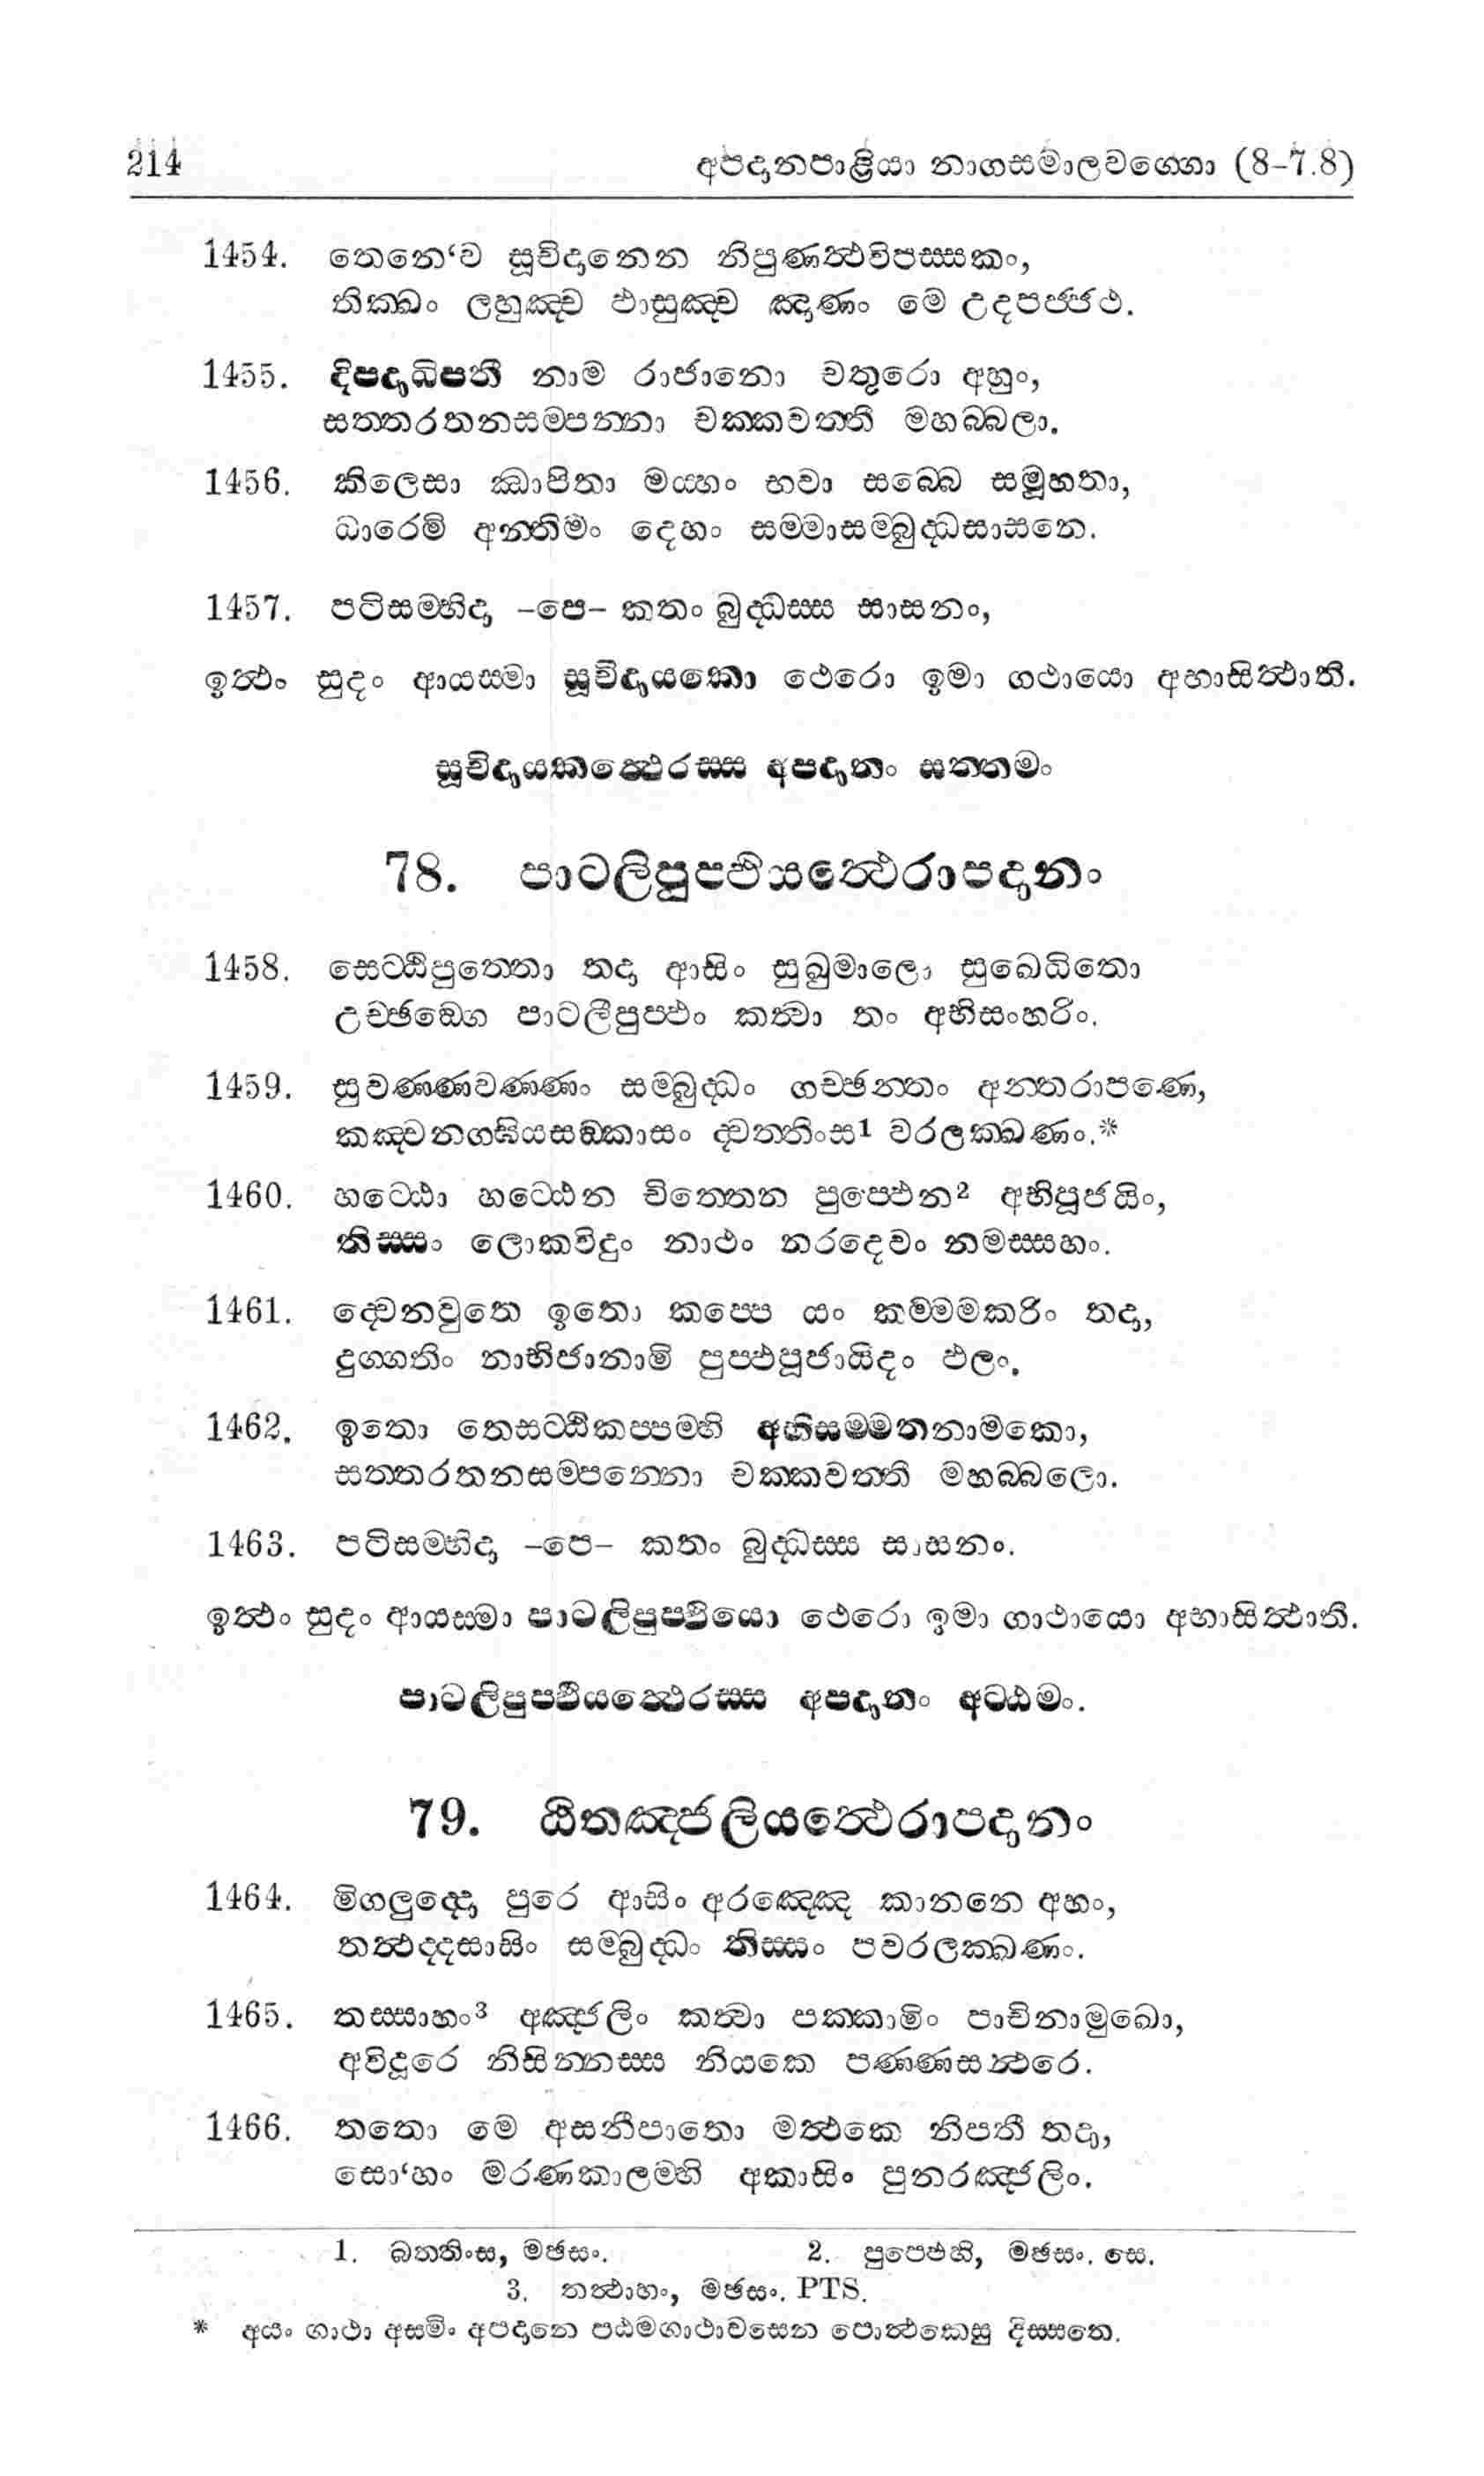 214 අපදානපාළියා නාගසමාලවග්ගො (8-7.8)
1454. තෙනෙ‘ව සූචිදානෙන නිපුණත්ථවිපස්සකං,
තික්ඛං ලහුඤ්ච ඵාසුඤ්ච ඤාණං මෙ උදපජ්ජථ.
1455. දිපදාධිපතී නාම රාජානො චතුරො අහුං,
සත්තරතනසම්පන්නා චක්කවත්තී මහබ්බලා.
1456. කිලෙසා ඣාපිතා මය්හං භවා සබ්බෙ සමූහතා,
ධාරෙමි අන්තිමං දෙහං සම්මාසම්බුද්ධසාසනෙ.
1457. පටිසම්භිදා -පෙ- කතං බුද්ධස්ස සාසනං,
ඉත්ථං සුදං ආයස්මා සූචිදායකො ථෙරො ඉමා ගථායො අභාසිත්ථාති.
සූචිදායකත්ථෙරස්ස අපදානං සත්තමං
78. පාටලිපුප්ඵියත්ථෙරාපදානං
1458. සෙට්ඨිපුත්තො තදා ආසිං සුඛුමාලො සුඛෙධිතො
උච්ඡඞ්ගෙ පාටලීපුප්ඵං කත්වා තං අභිසංහරිං.
1459. සුවණ්ණවණ්ණං සම්බුද්ධං ගච්ඡන්තං අන්තරාපණෙ,
කඤ්චනග්ඝියසඞ්කාසං ද්වත්තිංස1 වරලක්ඛණං.*
1460. හට්ඨො හට්ඨෙන චිත්තෙන පුප්ඵෙන2 අභිපූජයිං,
තිස්සං ලොකවිදුං නාථං නරදෙවං නමස්සහං.
1461. ද්වෙනවුතෙ ඉතො කප්පෙ යං කම්මමකරිං තදා,
දුග්ගතිං නාභිජානාමි පුප්ඵපූජායිදං ඵලං.
1462. ඉතො තෙසට්ඨිකප්පම්හි අභිසම්මතනාමකො,
සත්තරතනසම්පන්නො චක්කවත්තී මහබ්බලො.
1463. පටිසම්භිදා -පෙ- කතං බුද්ධස්ස සාසනං.
ඉත්ථං සුදං ආයස්මා පාටලිපුප්ඵියො ථෙරො ඉමා ගාථායො අභාසිත්ථාති.
පාටලිපුප්ඵියත්ථෙරස්ස අපදානං අට්ඨමං.
79. ඨිතඤ්ජලියත්ථෙරාපදානං
1464. මිගලුද්දො පුරෙ ආසිං අරඤ්ඤෙ කානනෙ අහං,
තත්ථද්දසාසිං සම්බුද්ධං තිස්සං පවරලක්ඛණං.
1465. තස්සාහං3 අඤ්ජලිං කත්වා පක්කාමිං පාචිනාමුඛො,
අවිදූරෙ නිසින්නස්ස නියකෙ පණ්ණසන්ථරෙ.
1466. තතො මෙ අසනීපාතො මත්ථකෙ නිපතී තදා,
සො‘හං මරණකාලම්හි අකාසිං පුනරඤ්ජලිං.
1. බත්තිංස, මඡසං. 2. පුප්ඵෙහි, මඡසං. සෙ.
3. තත්ථාහං, මඡසං. PTS.
* අයං ගාථා අස්මිං අපදානෙ පඨමගාථාවසෙන පොත්ථකෙසු දිස්සතෙ.